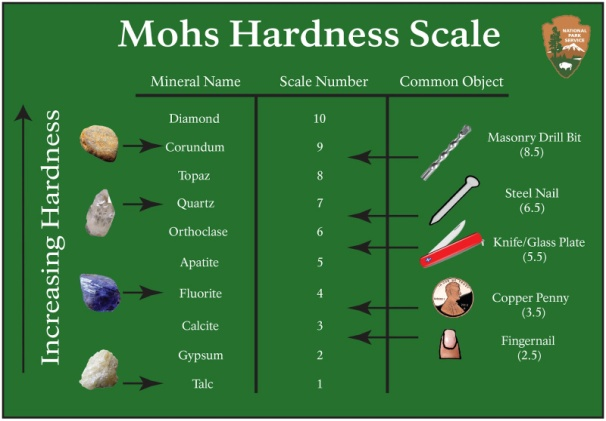 Mohs Hardness Scale
NATIONAL
PARK
SERVICE
Mineral Name Scale Number Common Object
Increasing Hardness
Diamond 10
Corundum 9
Topaz 8
Quartz 7
Orthoclase 6
Apatite 5
Fluorite 4
Calcite 3
Gypsum 2
Talc 1
Masonry Drill Bit
(8.5)
Steel Nail
(6.5)
Knife/Glass Plate
(5.5)
Copper Penny
(3.5)
Fingernail
(2.5)